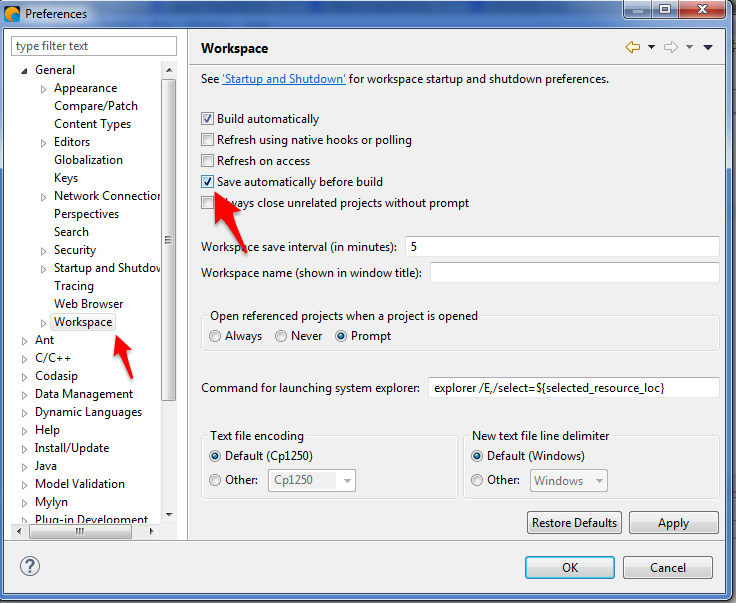 Preferences
type filter text
General
Appearance
Compare/Patch
Content Types
Editors
Globalization
Keys
Network Connection
Perspectives
Search
Security
Startup and Shutdow
Tracing
Web Browser
Workspace
Ant
C/C++
Codasip
Data Management
Dynamic Languages
Help
Install/Update
Java
Model Validation
Mylyn
Plug-in Development
Workspace
See 'Startup and Shutdown' for workspace startup and shutdown preferences.
Build automatically
Refresh using native hooks or polling
Refresh on access
Save automatically before build
Always close unrelated projects without prompt
Workspace save interval (in minutes): 5
Workspace name (shown in window title):
Open referenced projects when a project is opened
Always Never Prompt
Command for launching system explorer: explorer /E,/select=${selected_resource_loc}
Text file encoding
Default (Cp1250)
Other: Cp1250
New text file line delimiter
Default (Windows)
Other: Windows
Restore Defaults Apply
OK Cancel